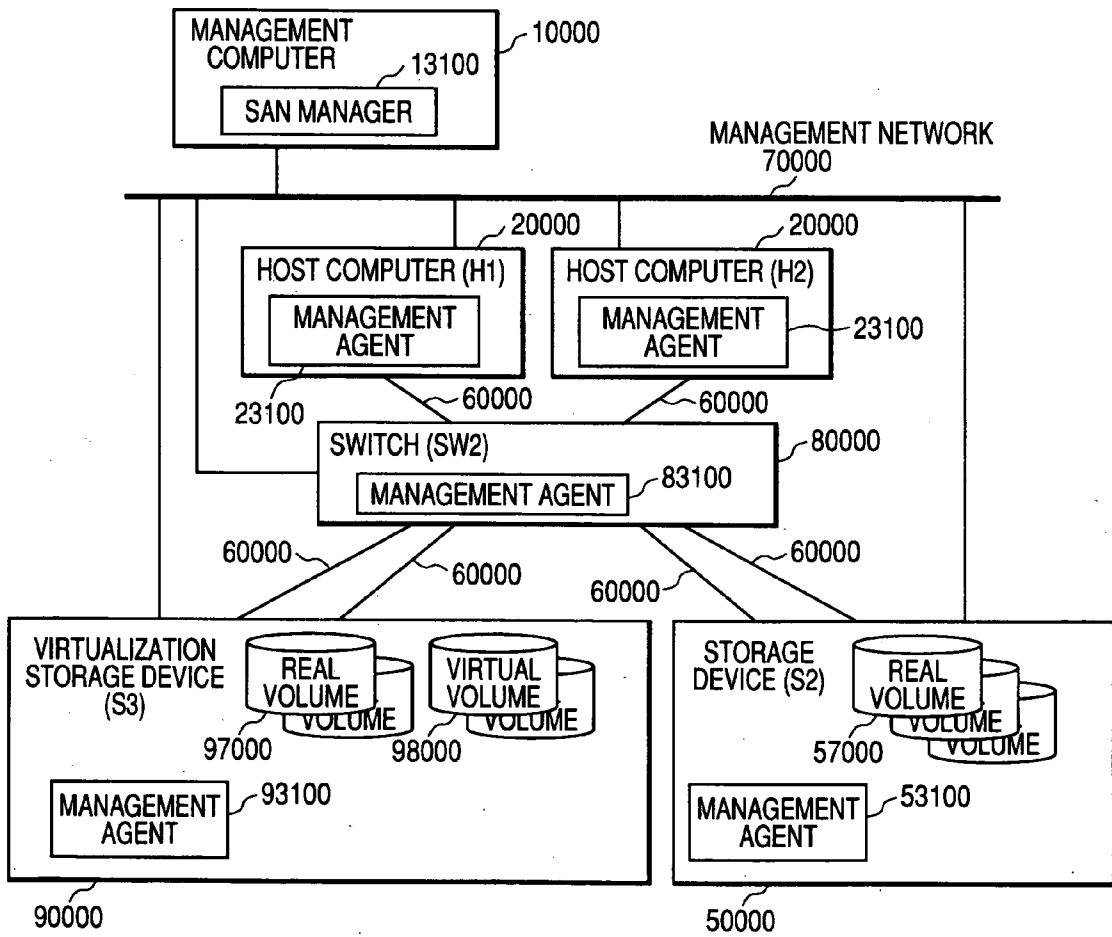 MANAGEMENT
COMPUTER
10000
13100
SAN MANAGER
MANAGEMENT NETWORK
70000
20000
20000
HOST COMPUTER (H1)
HOST COMPUTER (H2)
MANAGEMENT
AGENT
MANAGEMENT
AGENT
23100
23100
60000
60000
SWITCH (SW2)
80000
MANAGEMENT AGENT
83100
60000
60000
60000
60000
VIRTUALIZATION
STORAGE DEVICE
(S3)
REAL
VOLUME
VOLUME
VIRTUAL
VOLUME
VOLUME
STORAGE
DEVICE (S2)
REAL
VOLUME
VOLUME
VOLUME
97000
98000
57000
MANAGEMENT
AGENT
93100
MANAGEMENT
AGENT
53100
90000
50000